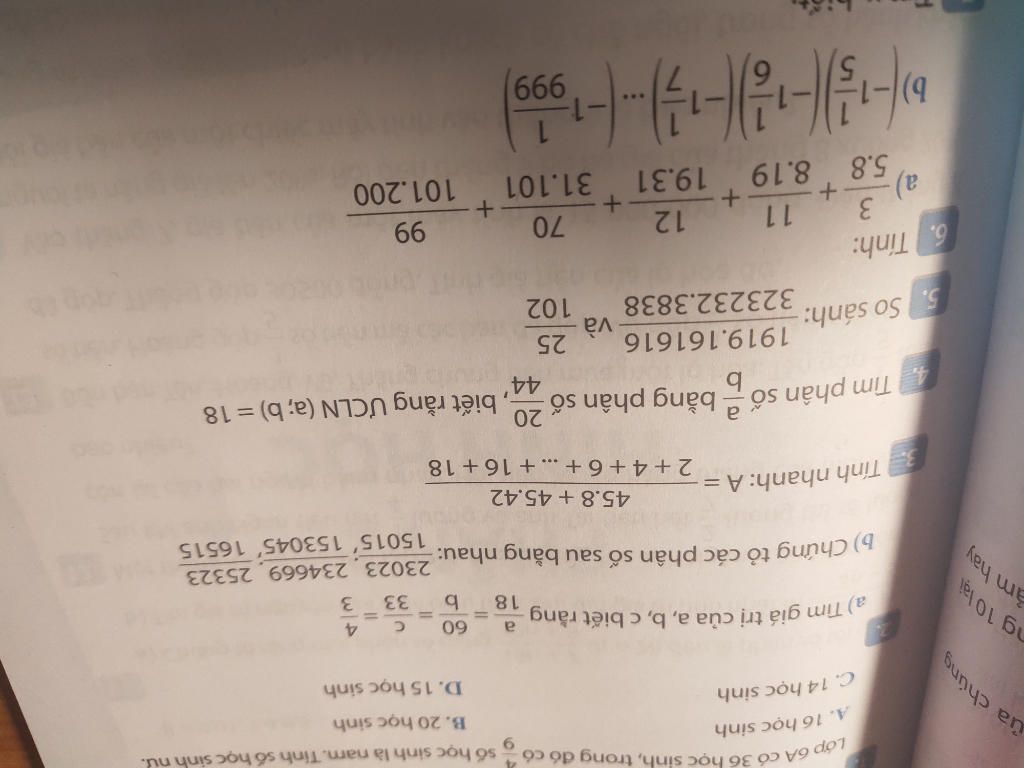 Lớp 6A có 36 học sinh, trong đó có 4/9 số học sinh là nam. Tính số học sinh nữ.
A. 16 học sinh B. 20 học sinh
C. 14 học sinh D. 15 học sinh
2. a) Tìm giá trị của a, b, c biết rằng a/18 = 60/b = c/33 = 4/3
b) Chứng tỏ các phân số sau bằng nhau: 23023/15015; 234669/153045; 25323/16515
3. Tính nhanh: A = (45.8 + 45.42)/(2 + 4 + 6 + ... + 16 + 18)
4. Tìm phân số a/b bằng phân số 20/44, biết rằng ƯCLN (a; b) = 18
5. So sánh: 1919.161616/323232.3838 và 25/102
6. Tính:
a) 3/5.8 + 11/8.19 + 12/19.31 + 70/31.101 + 99/101.200
b) (-1 1/5)(-1 1/6)(-1 1/7)...(-1 1/999)
chúng
10 lại
hay